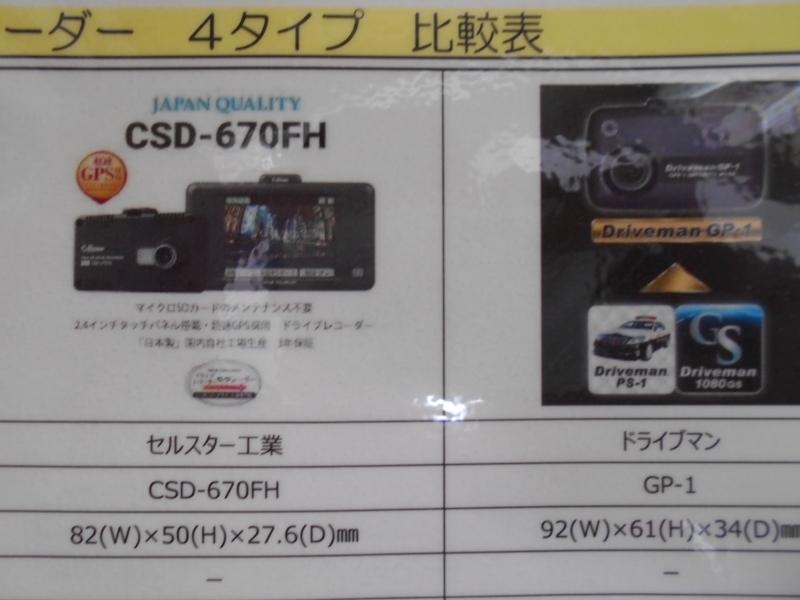 ーダー 4タイプ 比較表
JAPAN QUALITY
CSD-670FH
GPS
Cellstar
マイクロSDカードのメンテナンス不要
2.4インチタッチパネル搭載・超速GPS採用 ドライブレコーダー
「日本製」国内自社工場生産 3年保証
セルスター工業
CSD-670FH
82(W)×50(H)×27.6(D)㎜
－
Driveman GP-1
Driveman GP-1
Driveman
PS-1
GS
Driveman
1080GS
ドライブマン
GP-1
92(W)×61(H)×34(D)㎜
－